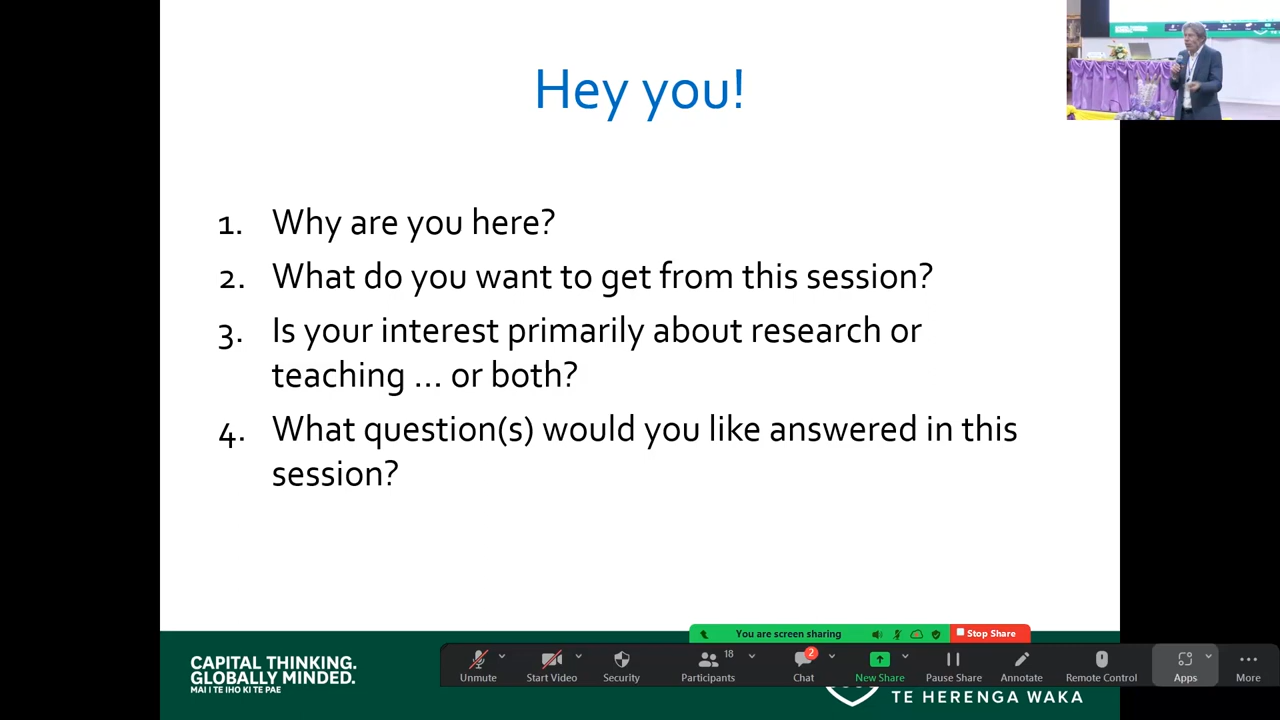 Hey you!
1. Why are you here?
2. What do you want to get from this session?
3. Is your interest primarily about research or
teaching ... or both?
4. What question(s) would you like answered in this
session?
You are screen sharing
Stop Share
CAPITAL THINKING.
GLOBALLY MINDED.
MAI I TE IHO KI TE PAE
Unmute
Start Video
Security
Participants
18
Chat
2
New Share
Pause Share
Annotate
Remote Control
Apps
More
TE HERENGA WAKA